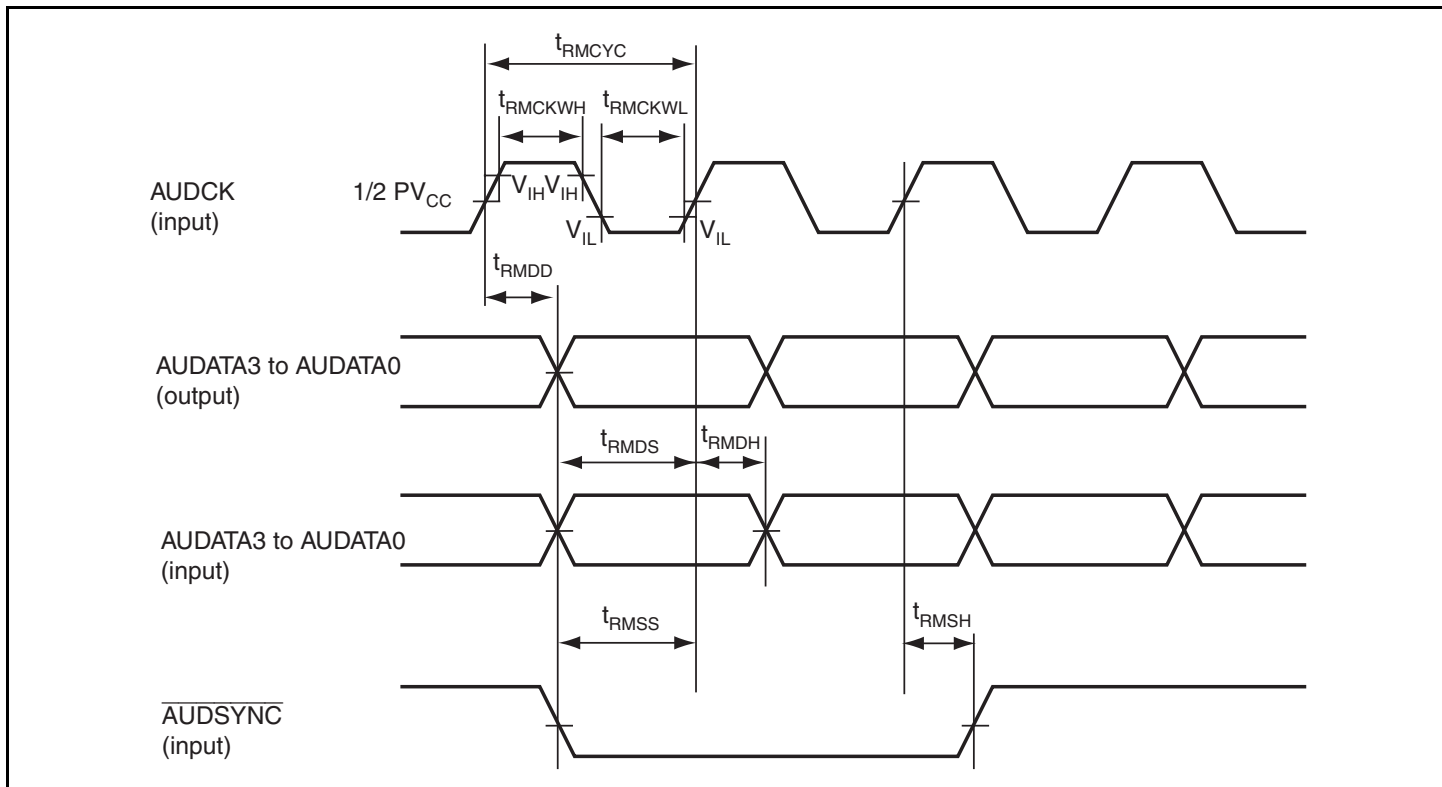 tRMCYC
tRMCKWH tRMCKWL
AUDCK
(input)
1/2 PVCC
VIH VIH
VIL VIL
tRMDD
AUDATA3 to AUDATA0
(output)
tRMDS tRMDH
AUDATA3 to AUDATA0
(input)
tRMSS tRMSH
AUDSYNC
(input)